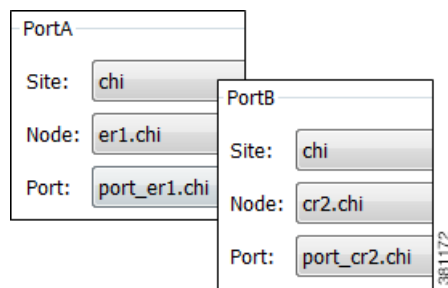 PortA
Site: chi
Node: er1.chi
Port: port_er1.chi
PortB
Site: chi
Node: cr2.chi
Port: port_cr2.chi
381172